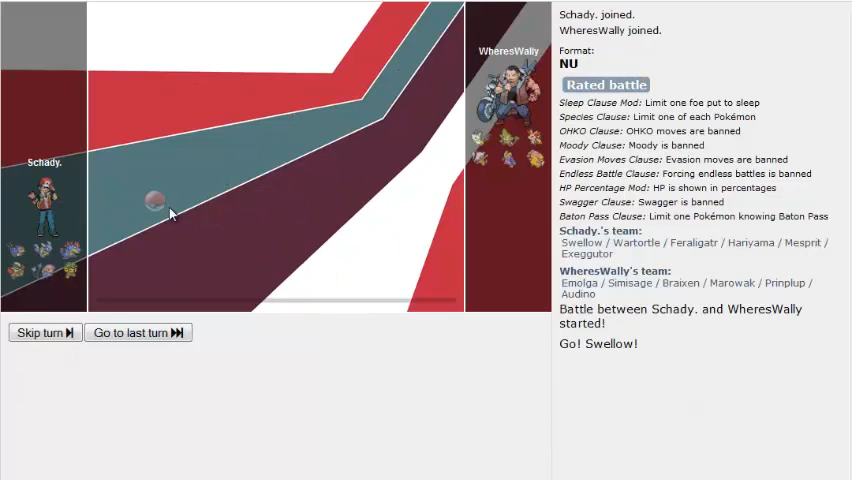 Schady. joined.
WheresWally joined.
Format:
NU
Rated battle
Sleep Clause Mod: Limit one foe put to sleep
Species Clause: Limit one of each Pokémon
OHKO Clause: OHKO moves are banned
Moody Clause: Moody is banned
Evasion Moves Clause: Evasion moves are banned
Endless Battle Clause: Forcing endless battles is banned
HP Percentage Mod: HP is shown in percentages
Swagger Clause: Swagger is banned
Baton Pass Clause: Limit one Pokémon knowing Baton Pass
Schady.'s team:
Swellow / Wartortle / Feraligatr / Hariyama / Mesprit /
Exeggutor
WheresWally's team:
Emolga / Simisage / Braixen / Marowak / Prinplup /
Audino
Battle between Schady. and WheresWally
started!
Go! Swellow!
WheresWally
Schady.
Skip turn
Go to last turn